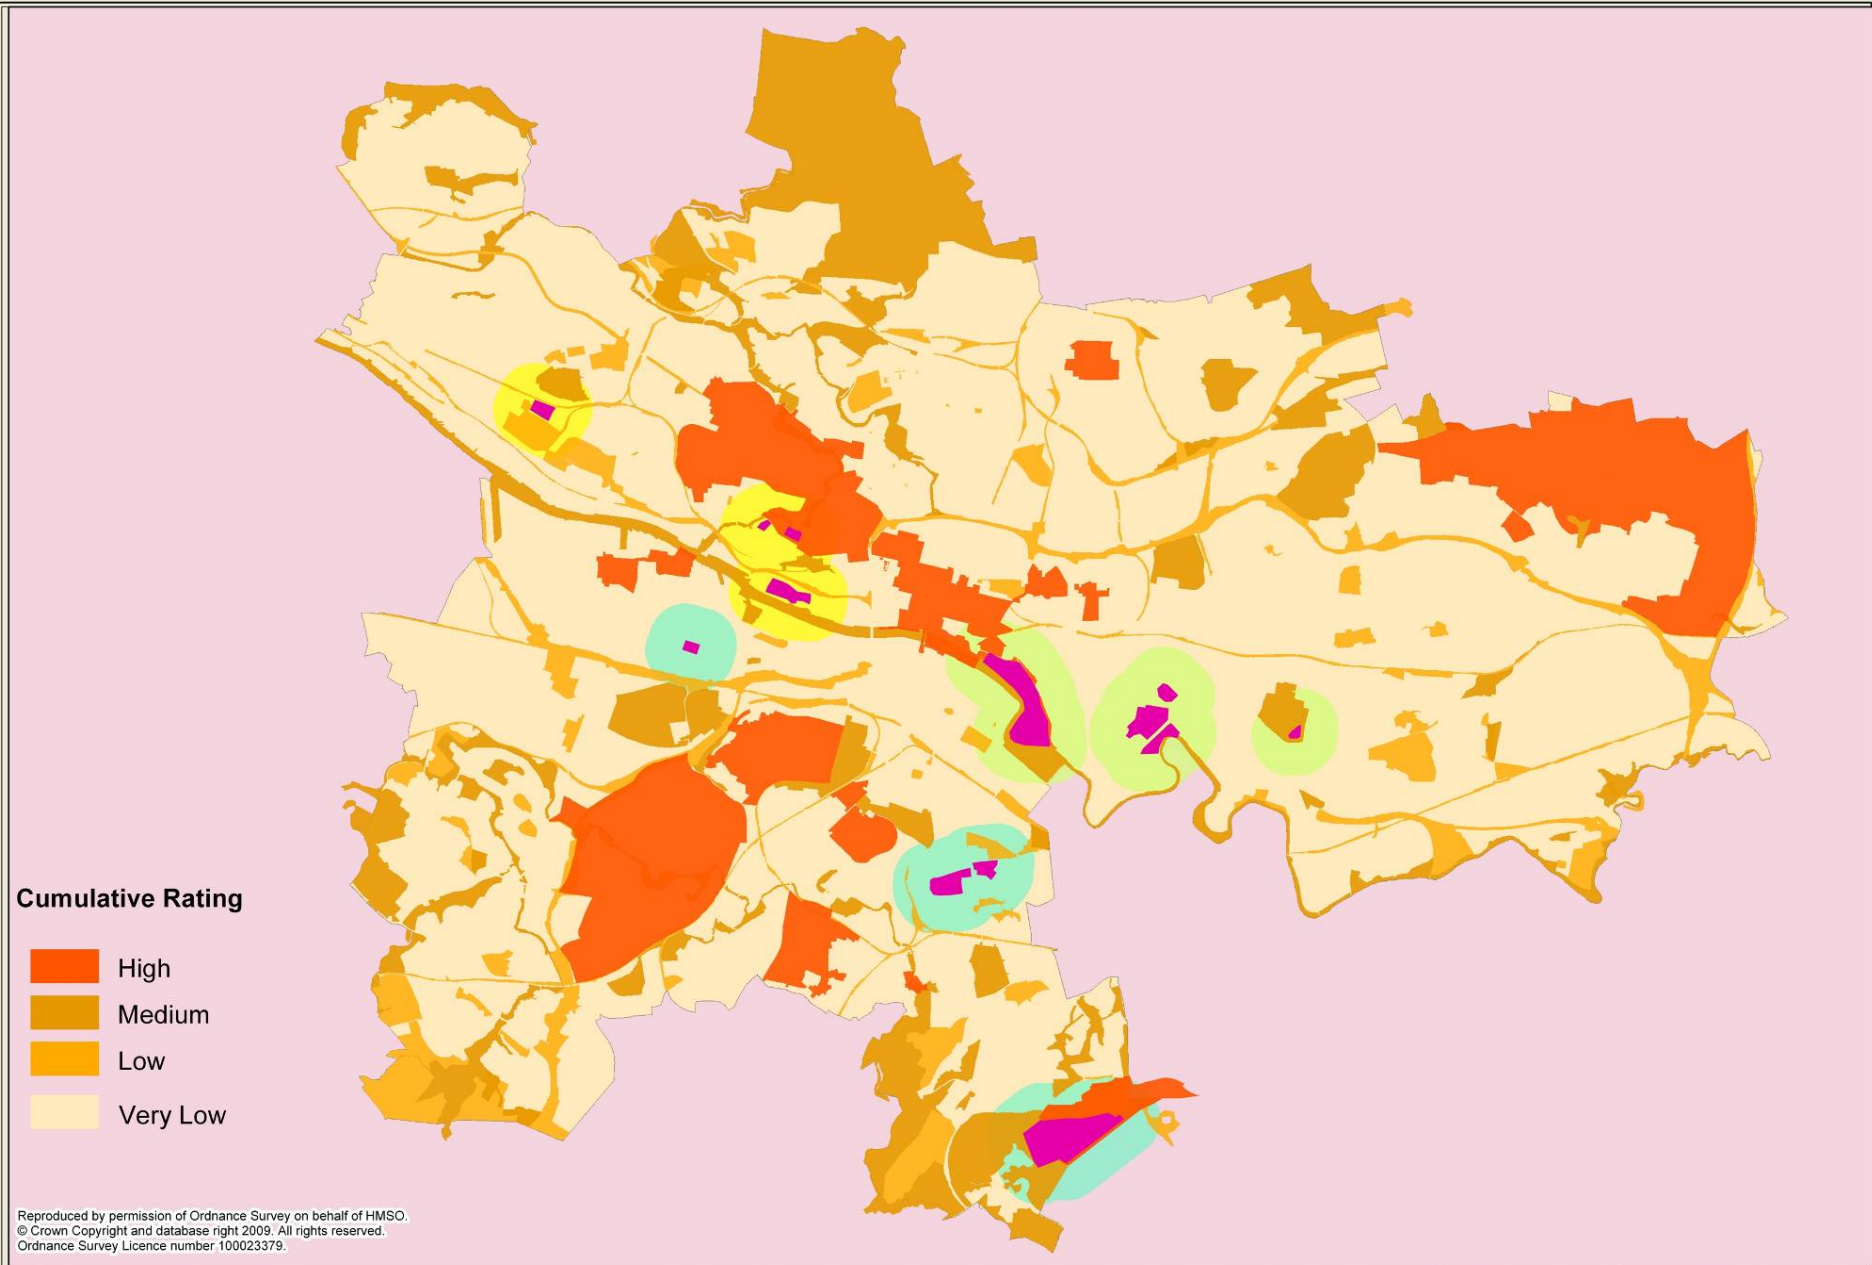 Cumulative Rating
High
Medium
Low
Very Low
Reproduced by permission of Ordnance Survey on behalf of HMSO.
© Crown Copyright and database right 2009. All rights reserved.
Ordnance Survey Licence number 100023379.